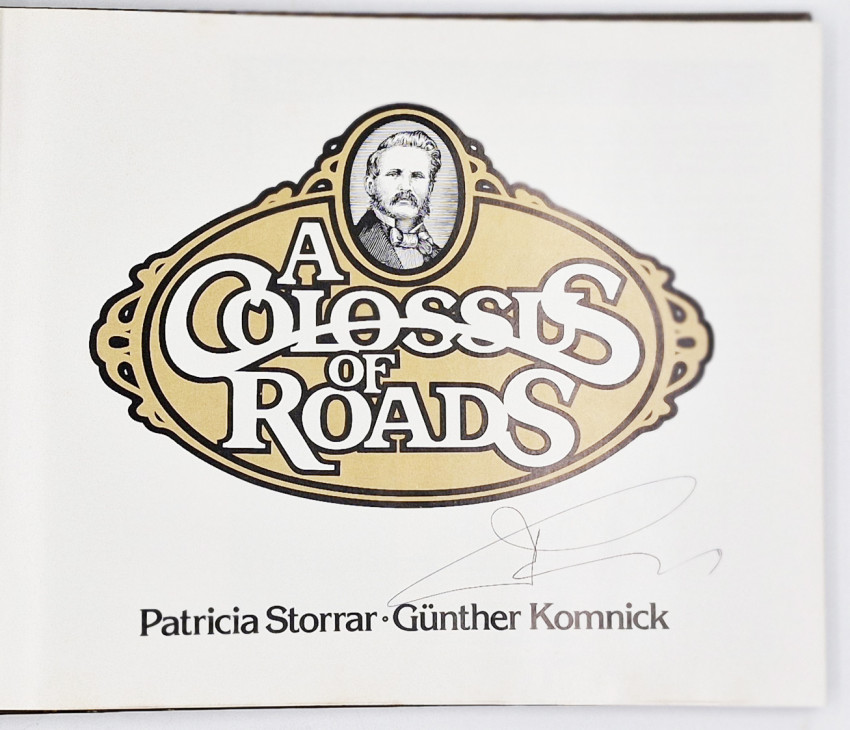 A
COLOSSUS
OF
ROADS
Patricia Storrar • Günther Komnick